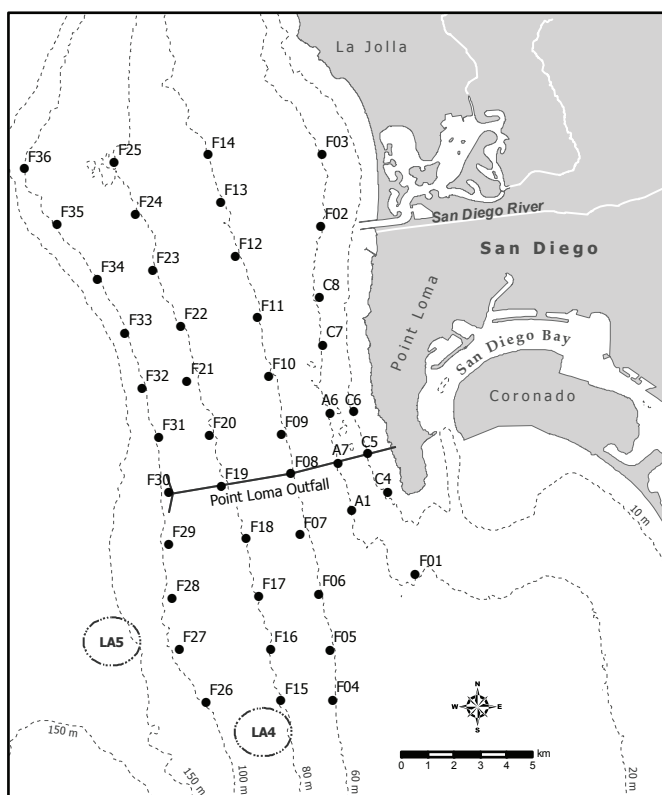 La Jolla
F36
F25
F14
F03
F35
F24
F13
F02
San Diego River
San Diego
F34
F23
F12
C8
Point Loma
F33
F22
F11
C7
San Diego Bay
F32
F21
F10
A6
C6
Coronado
F31
F20
F09
A7
C5
F30
F19
F08
C4
Point Loma Outfall
A1
10 m
F29
F18
F07
F01
F28
F17
F06
LA5
F27
F16
F05
F26
F15
F04
LA4
N
W
E
S
150 m
150 m
100 m
80 m
60 m
20 m
km
0 1 2 3 4 5